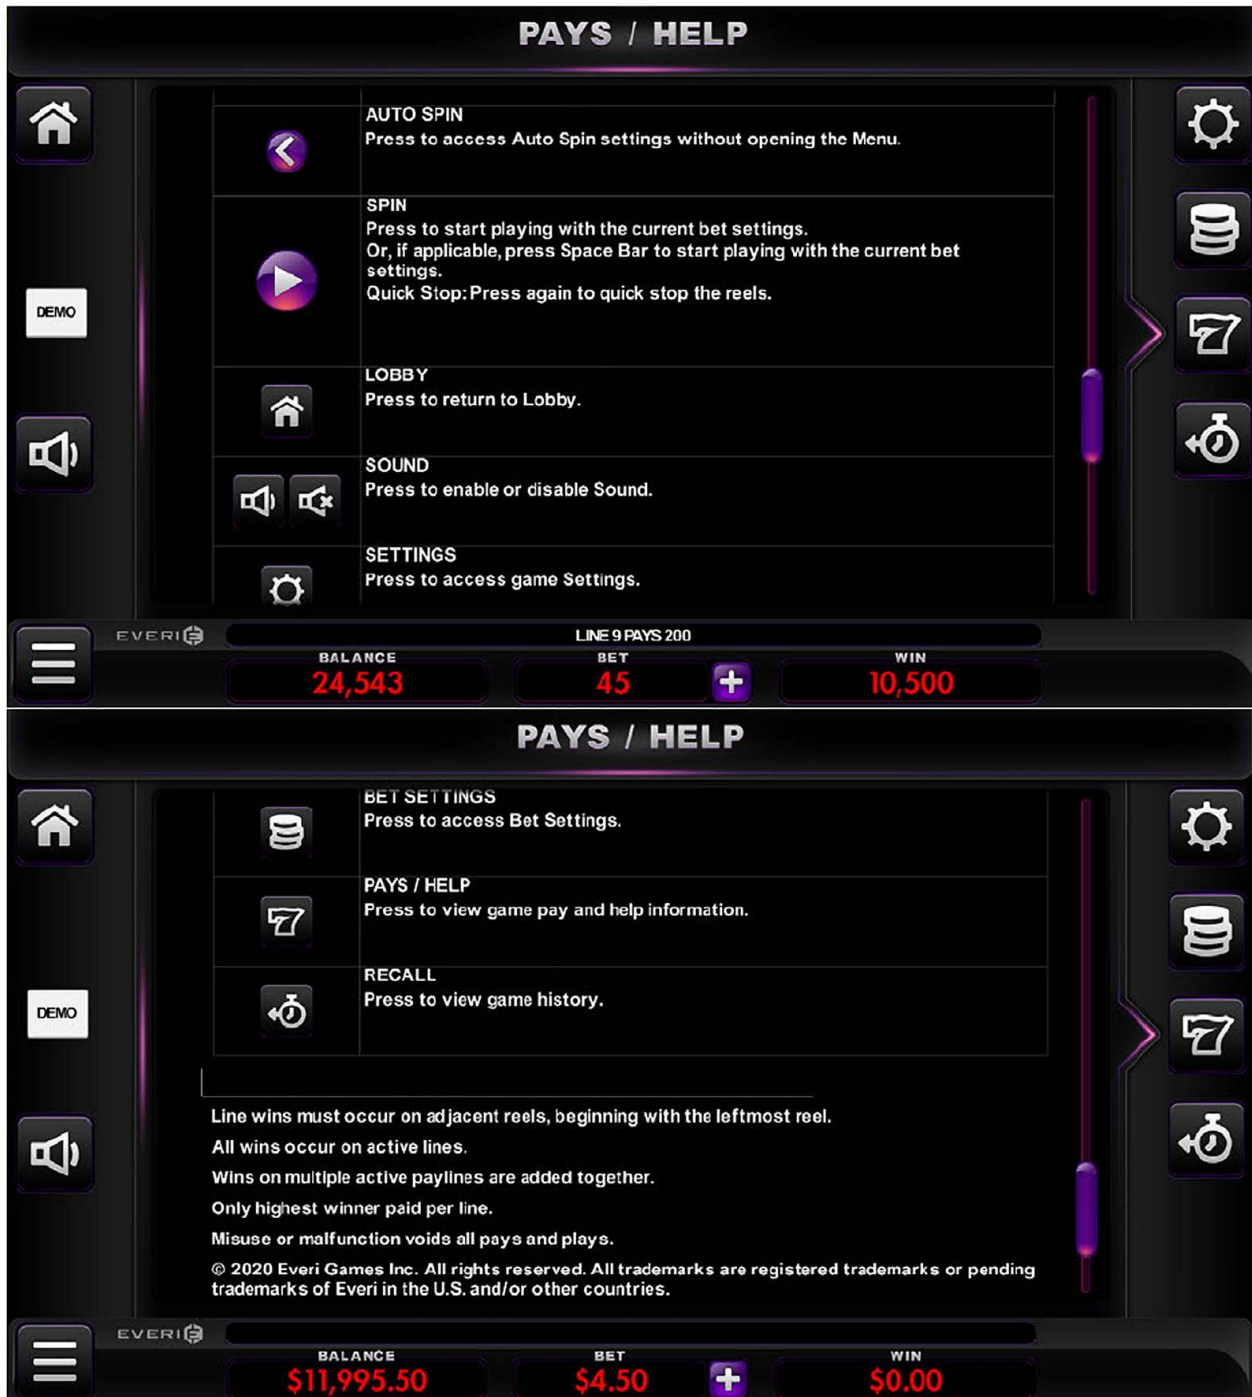 PAYS / HELP
AUTO SPIN
Press to access Auto Spin settings without opening the Menu.
SPIN
Press to start playing with the current bet settings.
Or, if applicable, press Space Bar to start playing with the current bet
settings.
Quick Stop: Press again to quick stop the reels.
DEMO
LOBBY
Press to return to Lobby.
SOUND
Press to enable or disable Sound.
SETTINGS
Press to access game Settings.
EVERI
LINE 9 PAYS 200
BALANCE
24,543
BET
45
WIN
10,500
PAYS / HELP
BET SETTINGS
Press to access Bet Settings.
PAYS / HELP
Press to view game pay and help information.
RECALL
Press to view game history.
DEMO
Line wins must occur on adjacent reels, beginning with the leftmost reel.
All wins occur on active lines.
Wins on multiple active paylines are added together.
Only highest winner paid per line.
Misuse or malfunction voids all pays and plays.
© 2020 Everi Games Inc. All rights reserved. All trademarks are registered trademarks or pending
trademarks of Everi in the U.S. and/or other countries.
EVERI
BALANCE
$11,995.50
BET
$4.50
WIN
$0.00